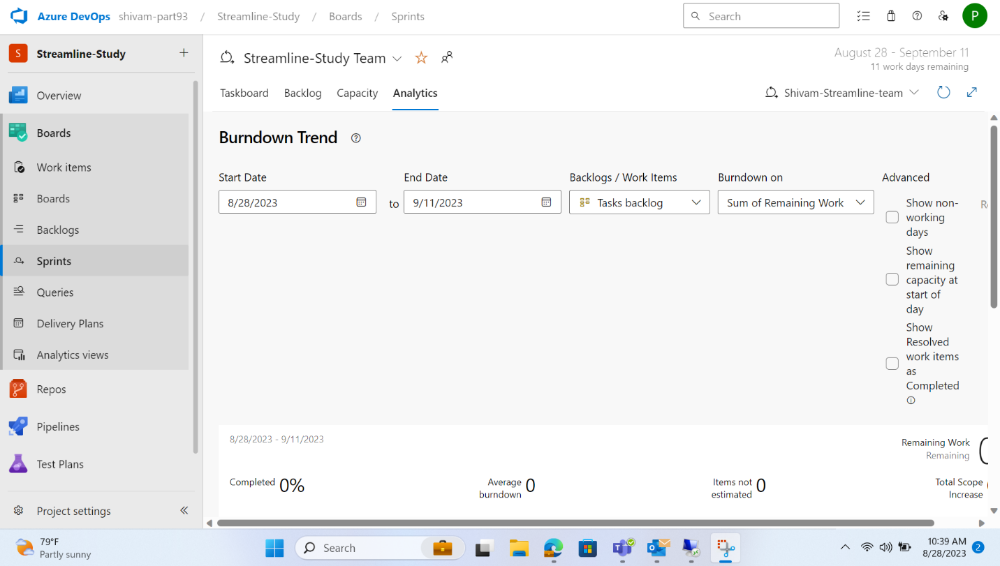 Azure DevOps shivam-part93 / Streamline-Study / Boards / Sprints
Search
P
S Streamline-Study +
Streamline-Study Team
August 28 - September 11
11 work days remaining
Overview
Taskboard Backlog Capacity Analytics
Shivam-Streamline-team
Boards
Work items
Boards
Backlogs
Sprints
Queries
Delivery Plans
Analytics views
Repos
Pipelines
Test Plans
Project settings
Burndown Trend
Start Date
End Date
Backlogs / Work Items
Burndown on
Advanced
8/28/2023
to
9/11/2023
Tasks backlog
Sum of Remaining Work
Show non-
working
days
Show
remaining
capacity at
start of
day
Show
Resolved
work items
as
Completed
8/28/2023 - 9/11/2023
Remaining Work
Remaining
Completed 0%
Average
burndown 0
Items not
estimated 0
Total Scope
Increase
79°F
Partly sunny
Search
10:39 AM
8/28/2023
2